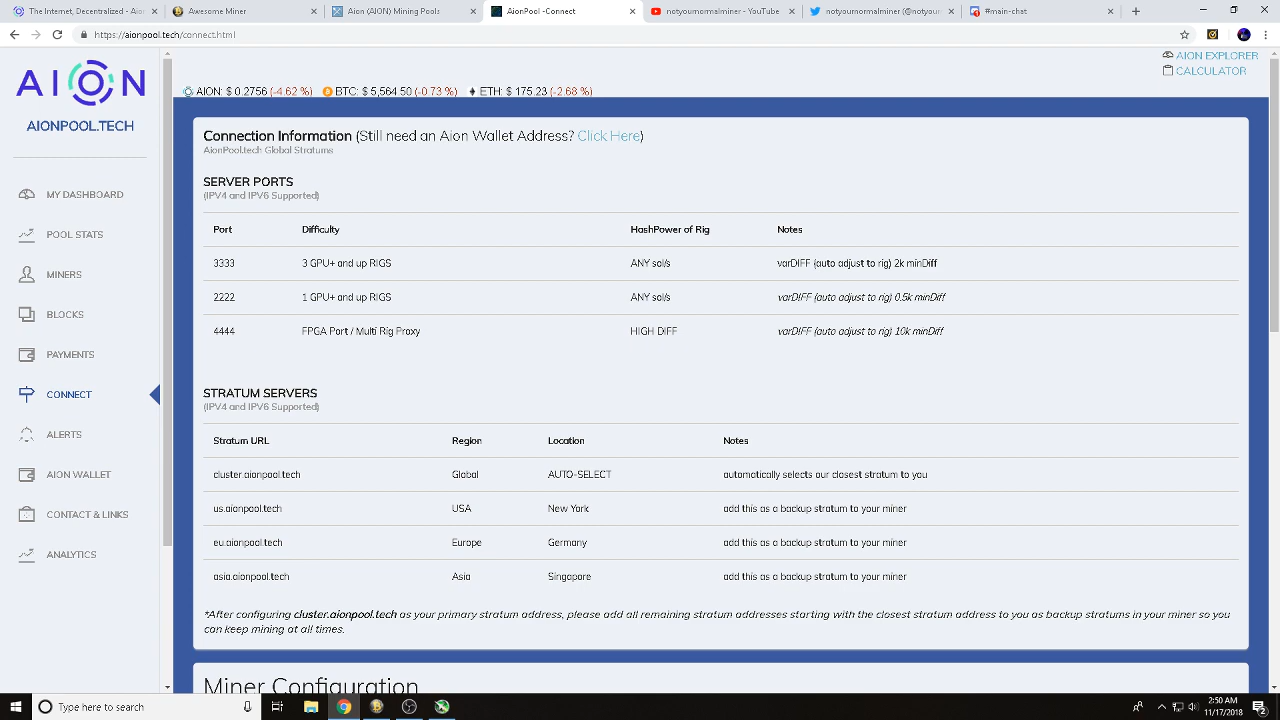 The Internet, Decentralized - Aion
Awesome Miner
Aion (AION) Mining Pools
AionPool -Connect
notyournormalminer - YouTube
notyournormalminer (@notyour
#main-chat
https://aionpool.tech/connect.html
AION
AIONPOOL.TECH
MY DASHBOARD
POOL STATS
MINERS
BLOCKS
PAYMENTS
CONNECT
ALERTS
AION WALLET
CONTACT & LINKS
ANALYTICS
AION EXPLORER
CALCULATOR
AION: $ 0.2756 (-4.62 %) BTC: $ 5,564.50 (-0.73 %) ETH: $ 175.23 (-2.68 %)
Connection Information (Still need an Aion Wallet Address? Click Here)
AionPool.tech Global Stratums
SERVER PORTS
(IPV4 and IPV6 Supported)
Port Difficulty HashPower of Rig Notes
3333 3 GPU+ and up RIGS ANY sol/s varDIFF (auto adjust to rig) 2k minDiff
2222 1 GPU+ and up RIGS ANY sol/s varDIFF (auto adjust to rig) 0.5k minDiff
4444 FPGA Port / Multi Rig Proxy HIGH DIFF varDIFF (auto adjust to rig) 10k minDiff
STRATUM SERVERS
(IPV4 and IPV6 Supported)
Stratum URL Region Location Notes
cluster.aionpool.tech Global AUTO-SELECT automatically selects our closest stratum to you
us.aionpool.tech USA New York add this as a backup stratum to your miner
eu.aionpool.tech Europe Germany add this as a backup stratum to your miner
asia.aionpool.tech Asia Singapore add this as a backup stratum to your miner
*After configuring cluster.aionpool.tech as your primary stratum address, please add all remaining stratum addresses starting with the closest stratum address to you as backup stratums in your miner so you
can keep mining at all times.
Miner Configuration
Type here to search
2:50 AM
11/17/2018
2